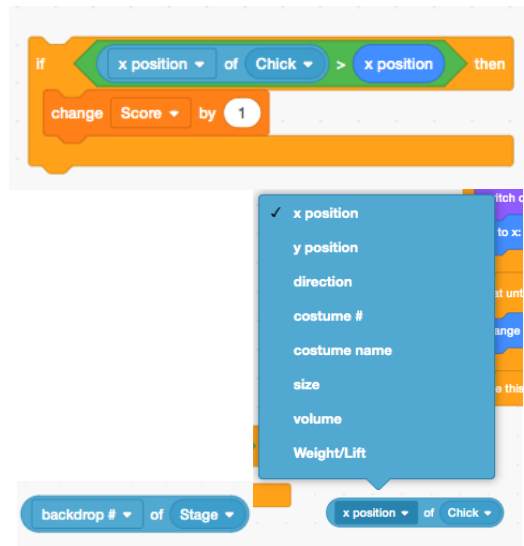 if x position of Chick > x position then
change Score by 1
x position
y position
direction
costume #
costume name
size
volume
Weight/Lift
to x:
backdrop # of Stage
x position of Chick